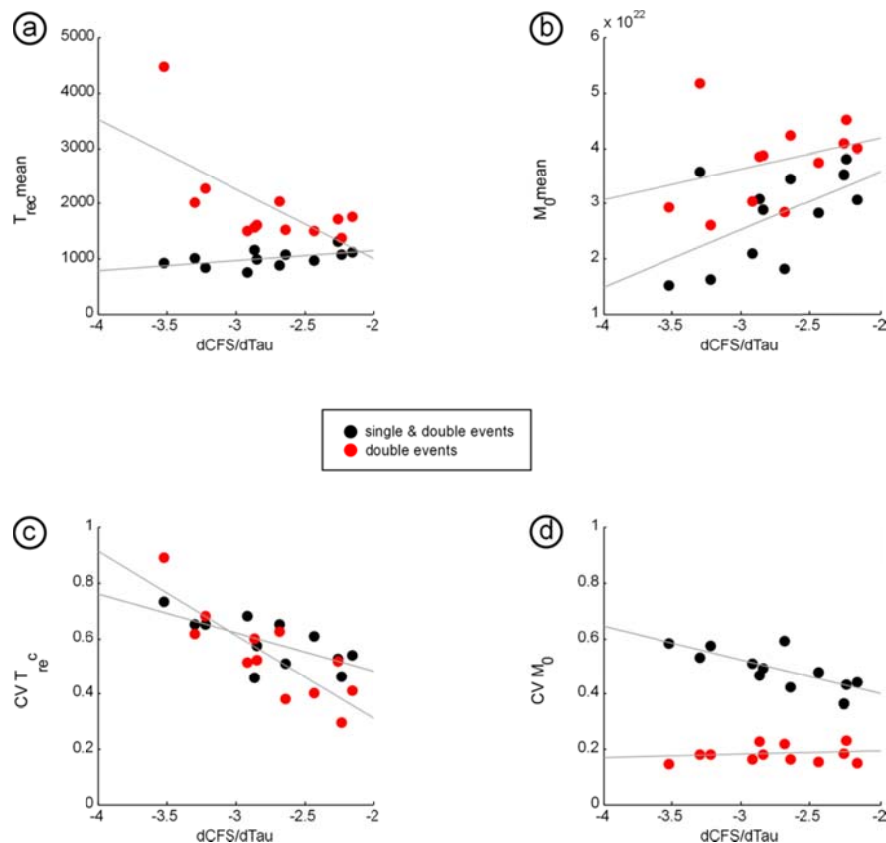 a
5000
4000
3000
2000
1000
0
T_rec mean
-4 -3.5 -3 -2.5 -2
dCFS/dTau
b
x 10^22
6
5
4
3
2
1
M_0 mean
-4 -3.5 -3 -2.5 -2
dCFS/dTau
single & double events
double events
c
1
0.8
0.6
0.4
0.2
0
CV T_re^c
-4 -3.5 -3 -2.5 -2
dCFS/dTau
d
1
0.8
0.6
0.4
0.2
0
CV M_0
-4 -3.5 -3 -2.5 -2
dCFS/dTau